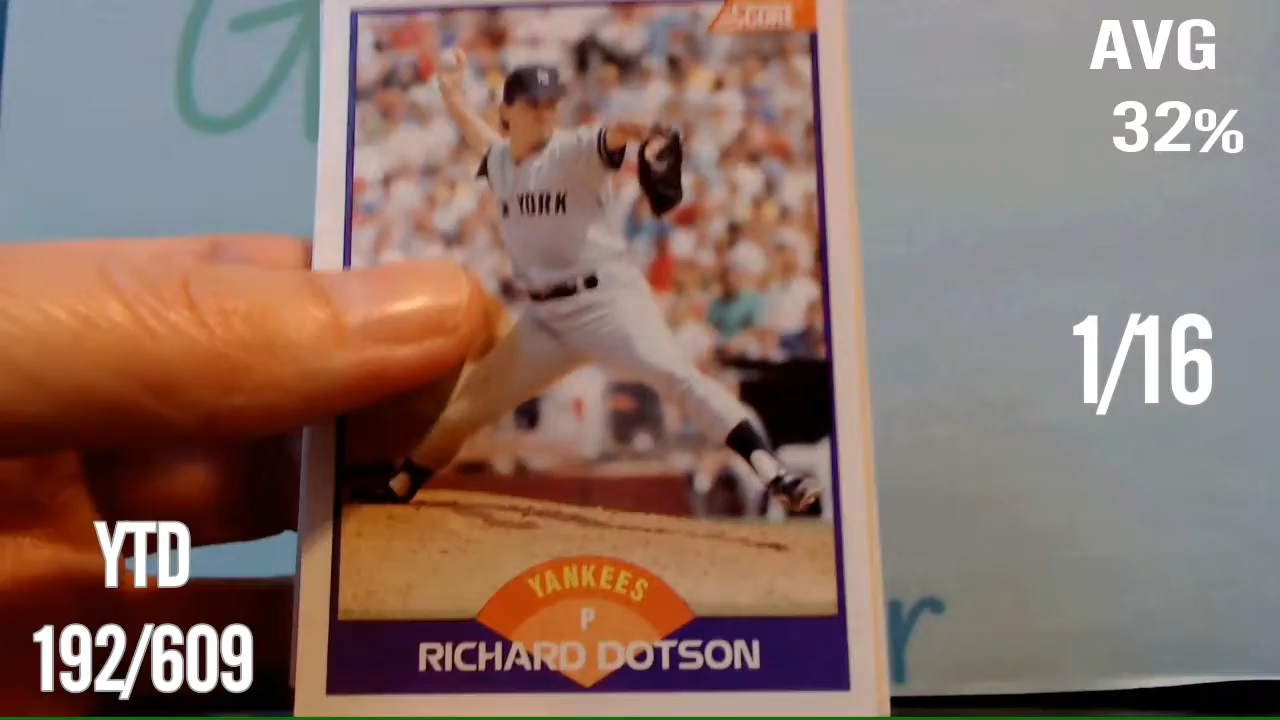 SCORE
AVG
32%
YORK
1/16
YTD
192/609
YANKEES
P
RICHARD DOTSON
G
r